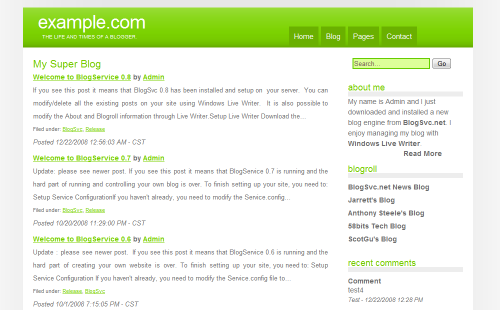 example.com
THE LIFE AND TIMES OF A BLOGGER.
Home Blog Pages Contact
My Super Blog
Welcome to BlogService 0.8 by Admin
If you see this post it means that BlogSvc 0.8 has been installed and setup on your server. You can
modify/delete all the existing posts on your site using Windows Live Writer. It is also possible to
modify the About and Blogroll information through Live Writer.Setup Live Writer Download the...
Filed under: BlogSvc, Release
Posted 12/22/2008 12:56:03 AM - CST
Welcome to BlogService 0.7 by Admin
Update: please see newer post. If you see this post it means that BlogService 0.7 is running and the
hard part of running and controlling your own blog is over. To finish setting up your site, you need to:
Setup Service ConfigurationIf you haven't already, you need to modify the Service.config...
Filed under: BlogSvc, Release
Posted 10/20/2008 11:29:00 PM - CST
Welcome to BlogService 0.6 by Admin
Update : please see newer post. If you see this post it means that BlogService 0.6 is running and the
hard part of creating your own website is over. To finish setting up your site, you need to: Setup
Service Configuration If you haven't already, you need to modify the Service.config file to...
Filed under: Release, BlogSvc
Posted 10/1/2008 7:15:05 PM - CST
Search... Go
about me
My name is Admin and I just
downloaded and installed a new
blog engine from BlogSvc.net. I
enjoy managing my blog with
Windows Live Writer.
Read More
blogroll
BlogSvc.net News Blog
Jarrett's Blog
Anthony Steele's Blog
58bits Tech Blog
ScotGu's Blog
recent comments
Comment
test4
Test - 12/22/2008 12:28 PM